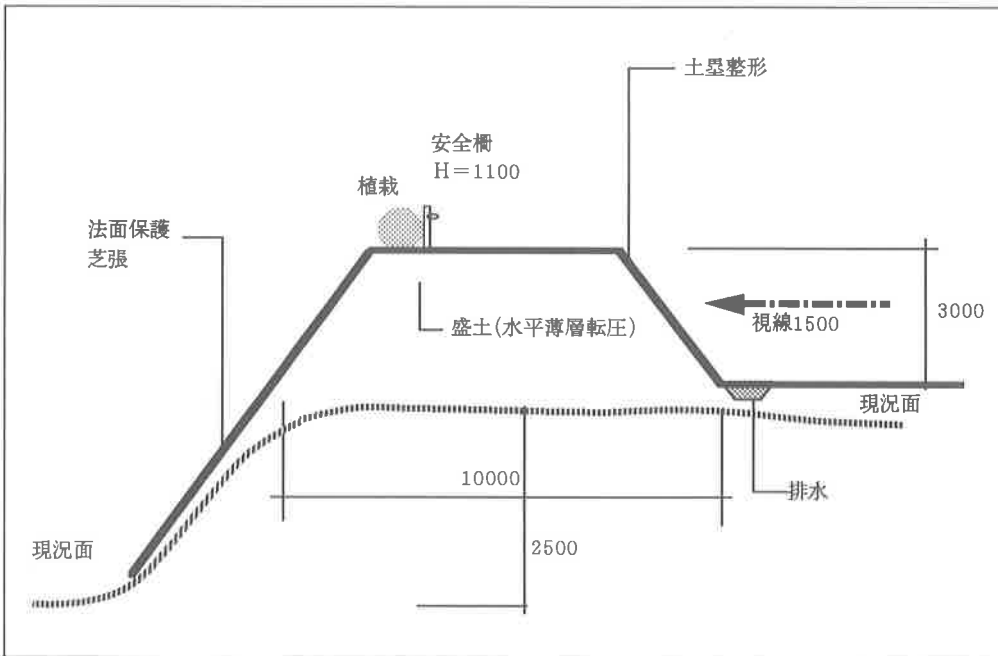 土塁整形
安全柵
H=1100
植栽
法面保護
芝張
盛土(水平薄層転圧)
視線1500
3000
現況面
10000
排水
2500
現況面